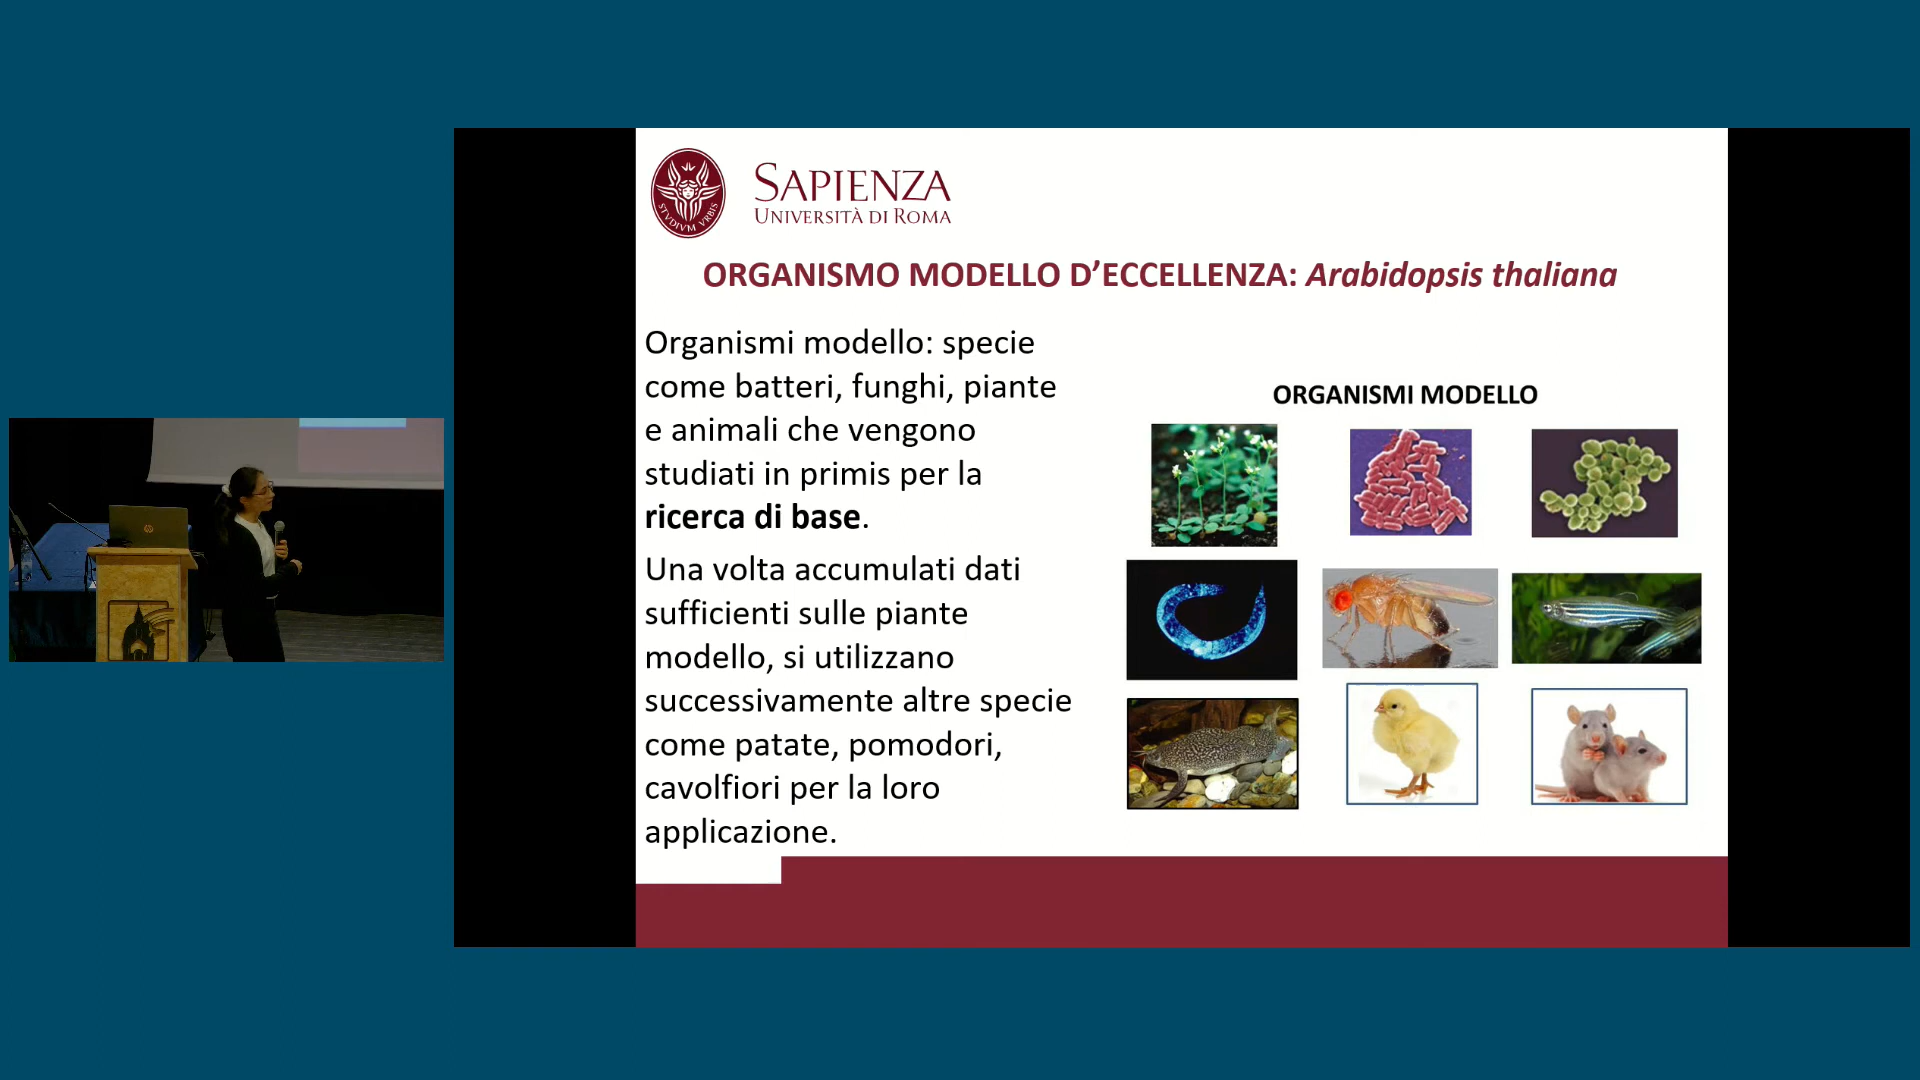 STVDIVM VRBIS
SAPIENZA
UNIVERSITÀ DI ROMA
ORGANISMO MODELLO D’ECCELLENZA: Arabidopsis thaliana
Organismi modello: specie
come batteri, funghi, piante
e animali che vengono
studiati in primis per la
ricerca di base.
Una volta accumulati dati
sufficienti sulle piante
modello, si utilizzano
successivamente altre specie
come patate, pomodori,
cavolfiori per la loro
applicazione.
ORGANISMI MODELLO